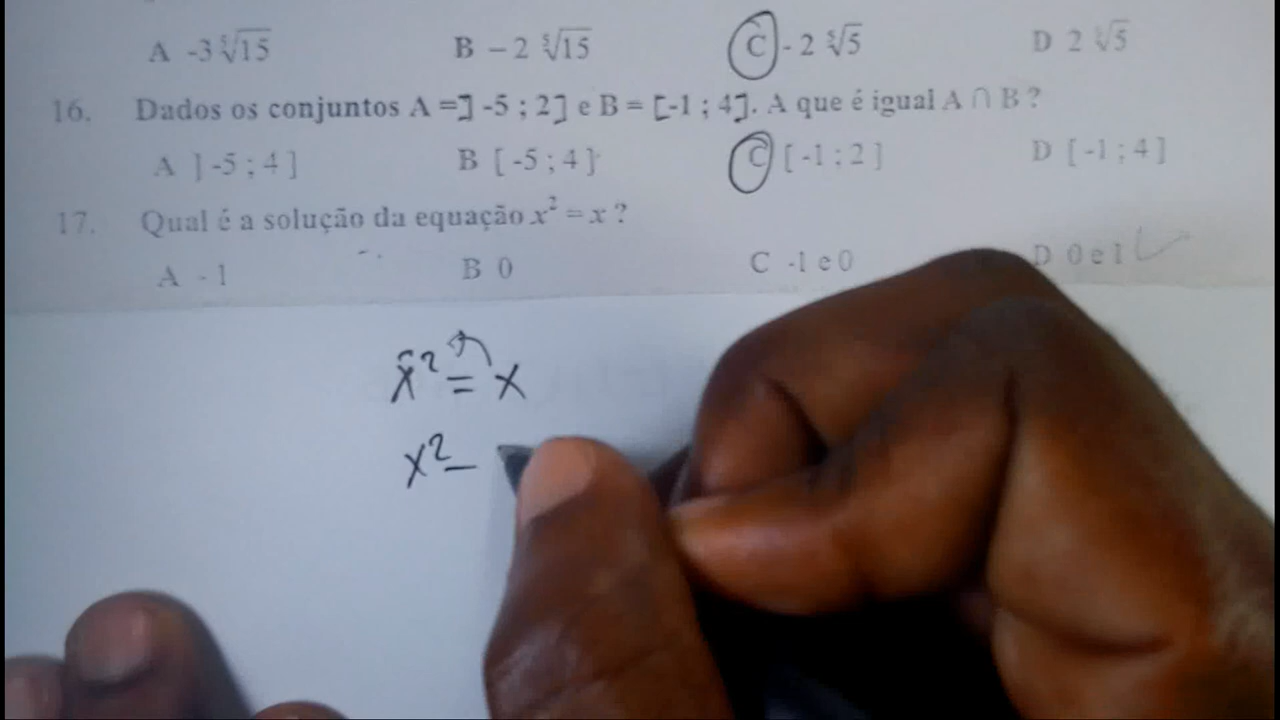 A -3 ⁵√15 B – 2 ⁵√15 C - 2 ⁵√5 D 2 ⁵√5
16. Dados os conjuntos A =] -5 ; 2] e B = [-1 ; 4]. A que é igual A ∩ B ?
A ] -5 ; 4 ] B [ -5 ; 4 ] C [ -1 ; 2 ] D [ -1 ; 4 ]
17. Qual é a solução da equação x² = x ?
A - 1 B 0 C -1 e 0 D 0 e 1
x² = x
x² –